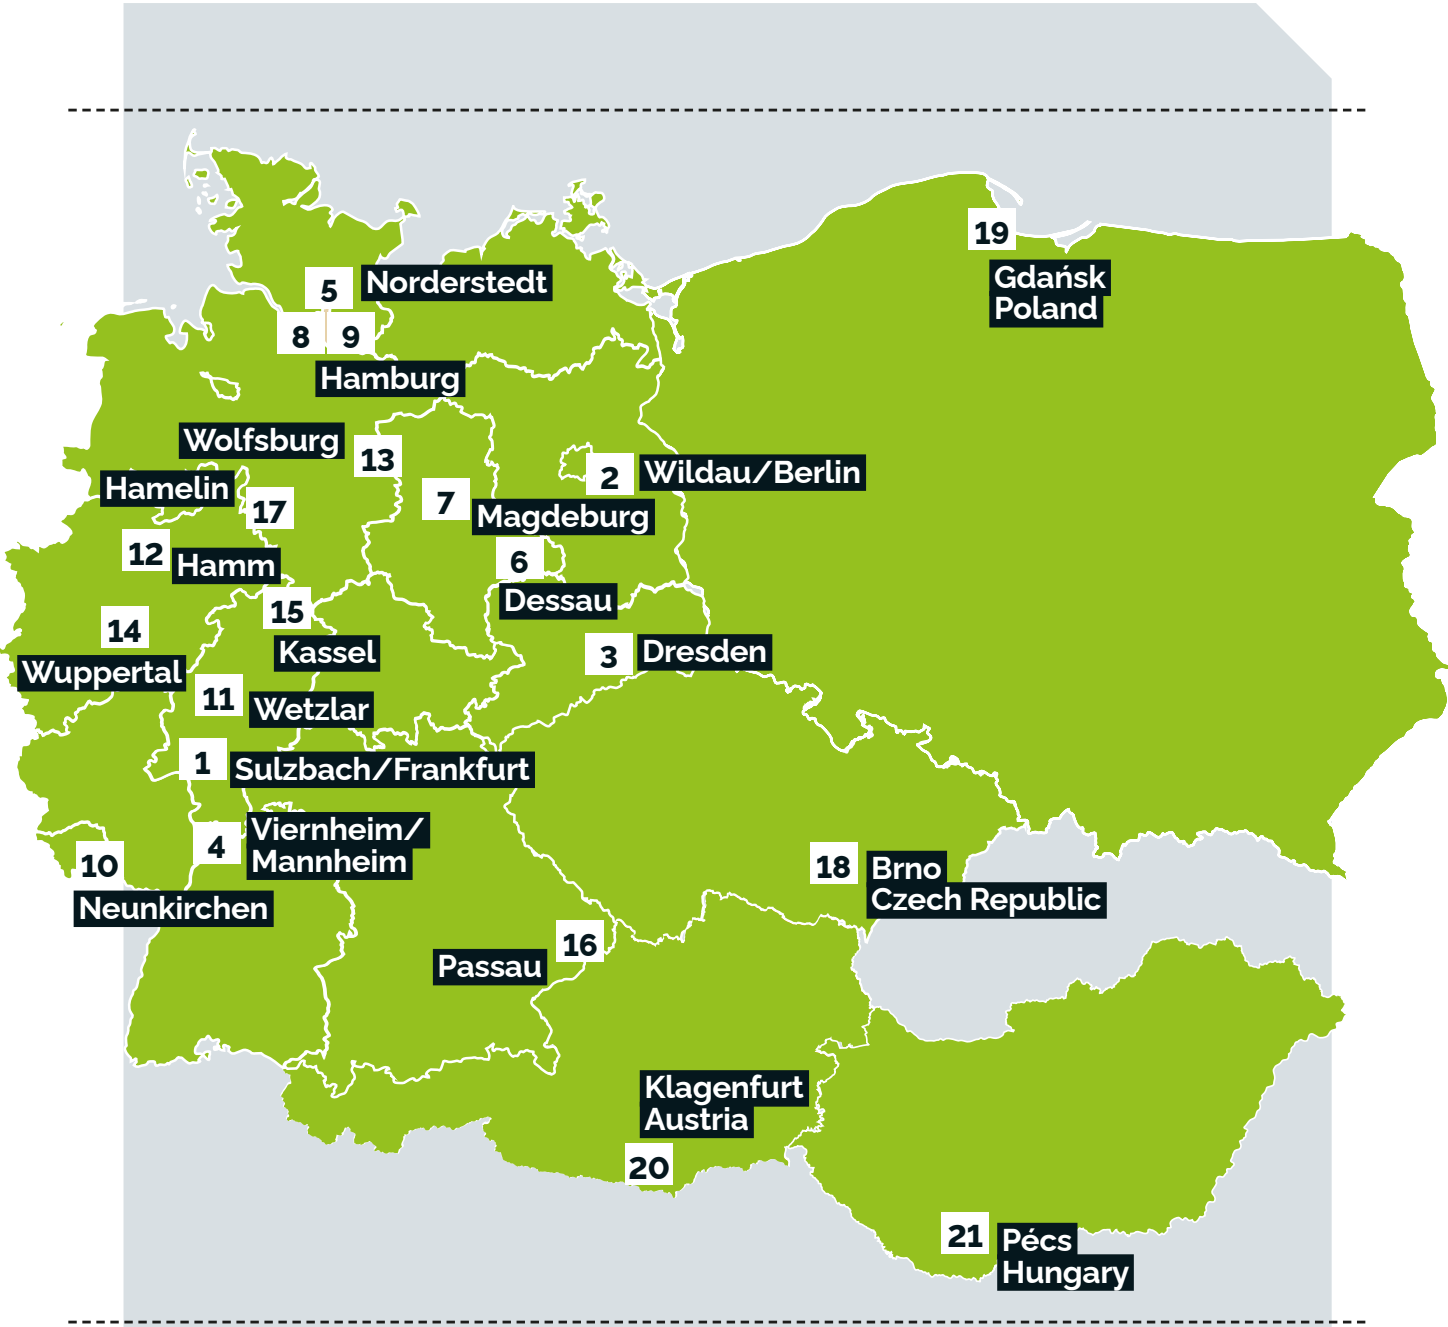 19
Gdańsk
Poland
5
Norderstedt
8
9
Hamburg
Wolfsburg
13
2
Wildau/Berlin
Hamelin
17
7
Magdeburg
12
Hamm
6
Dessau
15
Kassel
14
Wuppertal
3
Dresden
11
Wetzlar
1
Sulzbach/Frankfurt
4
Viernheim/
Mannheim
10
Neunkirchen
18
Brno
Czech Republic
16
Passau
Klagenfurt
Austria
20
21
Pécs
Hungary